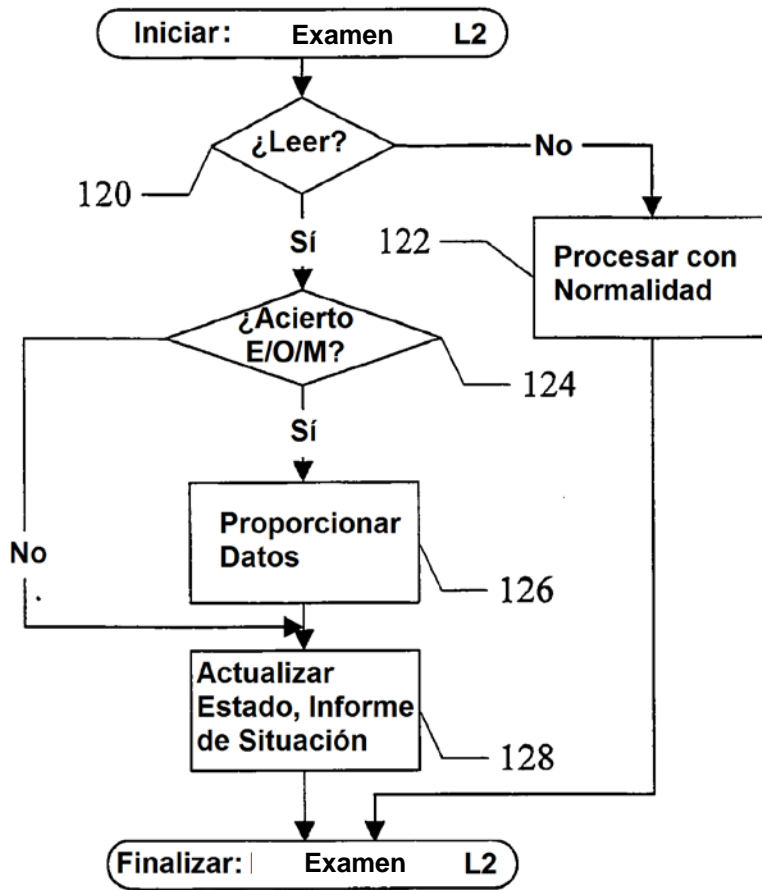 Iniciar: Examen L2
¿Leer?
No
120
Sí
122
Procesar con
Normalidad
¿Acierto
E/O/M?
124
Sí
Proporcionar
Datos
No
126
Actualizar
Estado, Informe
de Situación
128
Finalizar: Examen L2